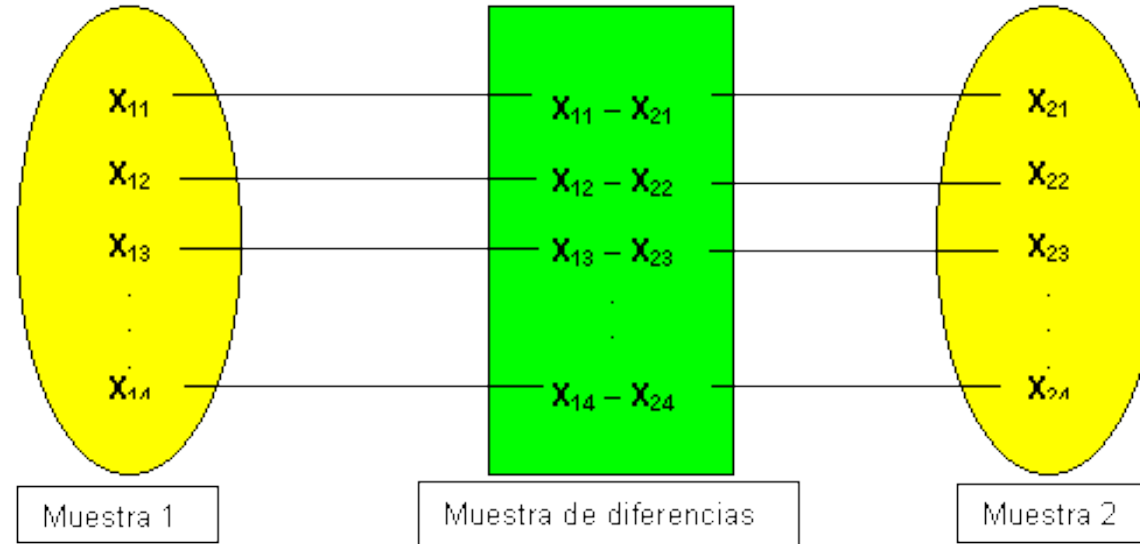 X₁₁ X₁₁ – X₂₁ X₂₁
X₁₂ X₁₂ – X₂₂ X₂₂
X₁₃ X₁₃ – X₂₃ X₂₃
. . .
. . .
.  .
X₁₄ X₁₄ – X₂₄ X₂₄
Muestra 1 Muestra de diferencias Muestra 2